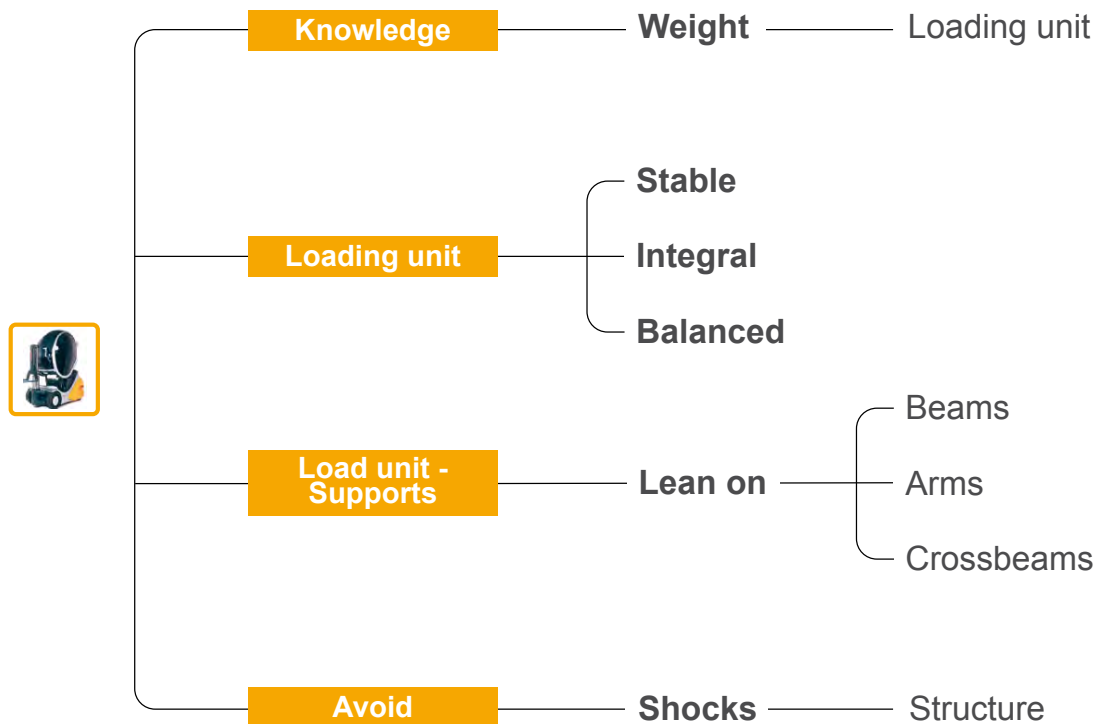 Knowledge
Weight
Loading unit
Loading unit
Stable
Integral
Balanced
Load unit -
Supports
Lean on
Beams
Arms
Crossbeams
Avoid
Shocks
Structure